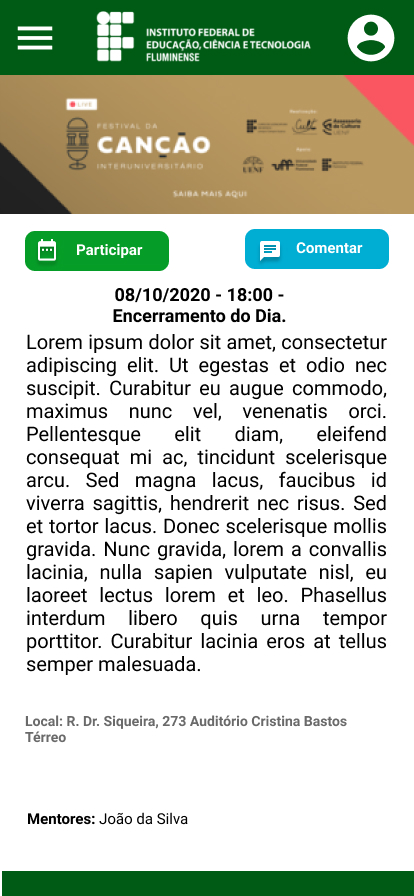 INSTITUTO FEDERAL DE
EDUCAÇÃO, CIÊNCIA E TECNOLOGIA
FLUMINENSE
LIVE
FESTIVAL DA
CANÇÃO
INTERUNIVERSITÁRIO
UENF
uff
SAIBA MAIS AQUI
Participar
Comentar
08/10/2020 - 18:00 -
Encerramento do Dia.
Lorem ipsum dolor sit amet, consectetur
adipiscing elit. Ut egestas et odio nec
suscipit. Curabitur eu augue commodo,
maximus nunc vel, venenatis orci.
Pellentesque elit diam, eleifend
consequat mi ac, tincidunt scelerisque
arcu. Sed magna lacus, faucibus id
viverra sagittis, hendrerit nec risus. Sed
et tortor lacus. Donec scelerisque mollis
gravida. Nunc gravida, lorem a convallis
lacinia, nulla sapien vulputate nisl, eu
laoreet lectus lorem et leo. Phasellus
interdum libero quis urna tempor
porttitor. Curabitur lacinia eros at tellus
semper malesuada.
Local: R. Dr. Siqueira, 273 Auditório Cristina Bastos
Térreo
Mentores: João da Silva